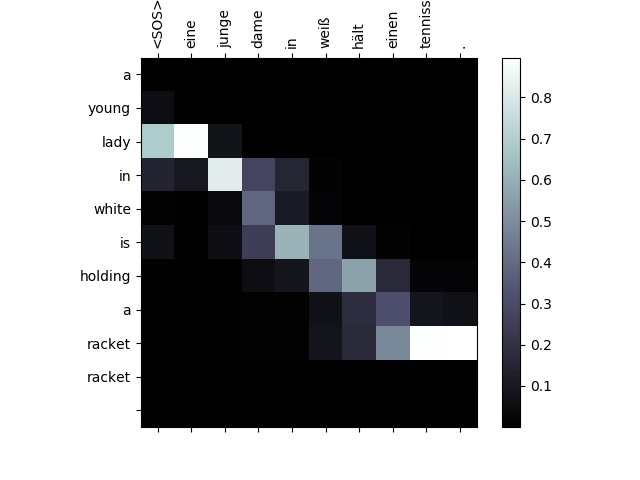 <SOS> eine junge dame in weiß hält einen tenniss .
a
young
lady
in
white
is
holding
a
racket
racket
0.8
0.7
0.6
0.5
0.4
0.3
0.2
0.1